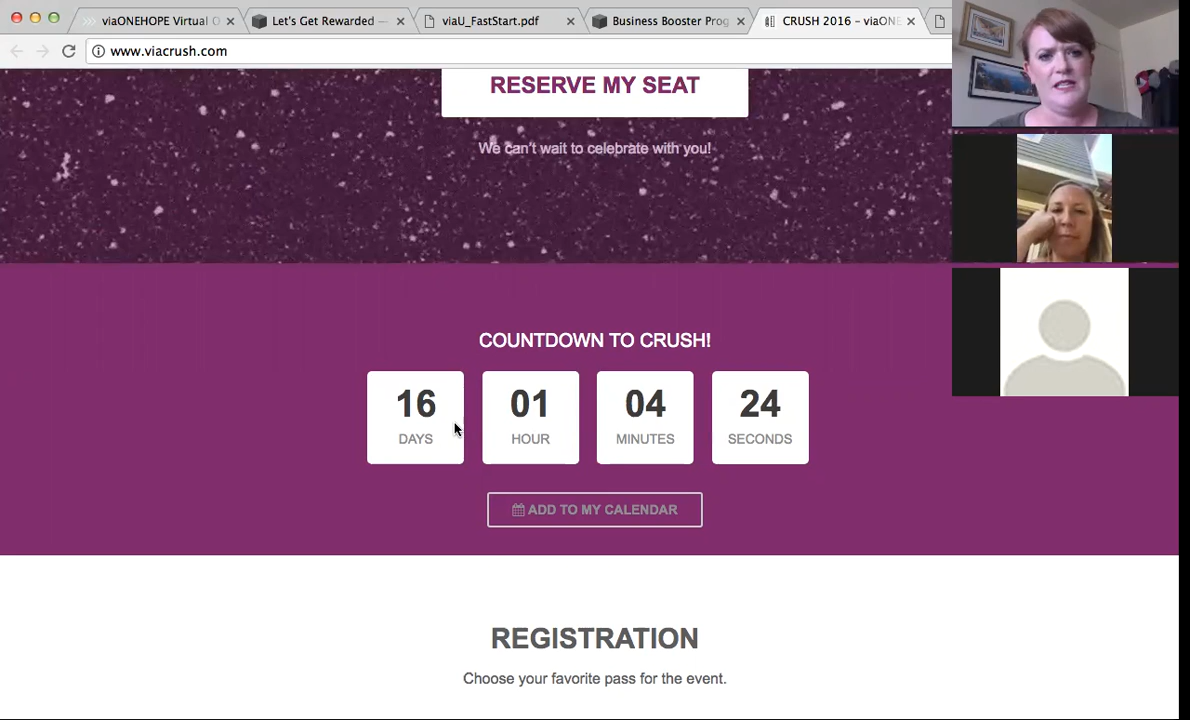 viaONEHOPE Virtual O
Let's Get Rewarded —
viaU_FastStart.pdf
Business Booster Prog
CRUSH 2016 – viaONE
www.viacrush.com
RESERVE MY SEAT
We can't wait to celebrate with you!
COUNTDOWN TO CRUSH!
16 01 04 24
DAYS HOUR MINUTES SECONDS
ADD TO MY CALENDAR
REGISTRATION
Choose your favorite pass for the event.